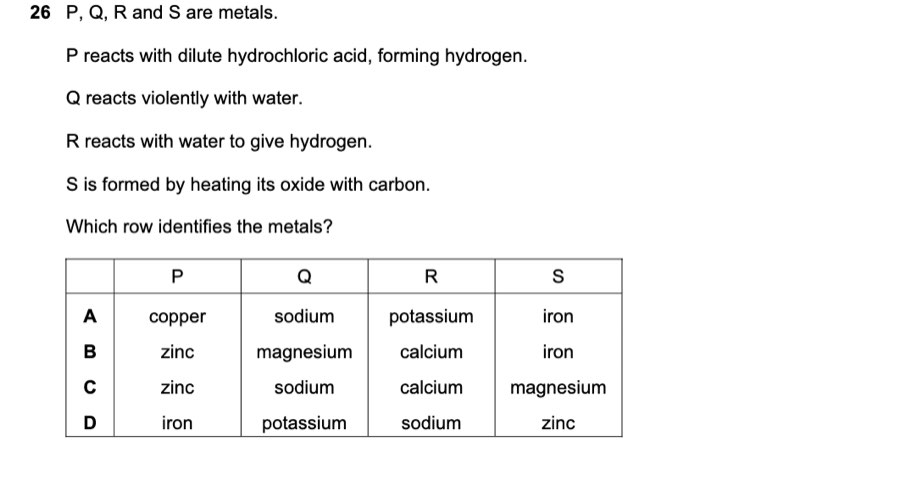 26 P, Q, R and S are metals.
P reacts with dilute hydrochloric acid, forming hydrogen.
Q reacts violently with water.
R reacts with water to give hydrogen.
S is formed by heating its oxide with carbon.
Which row identifies the metals?
P Q R S
A copper sodium potassium iron
B zinc magnesium calcium iron
C zinc sodium calcium magnesium
D iron potassium sodium zinc